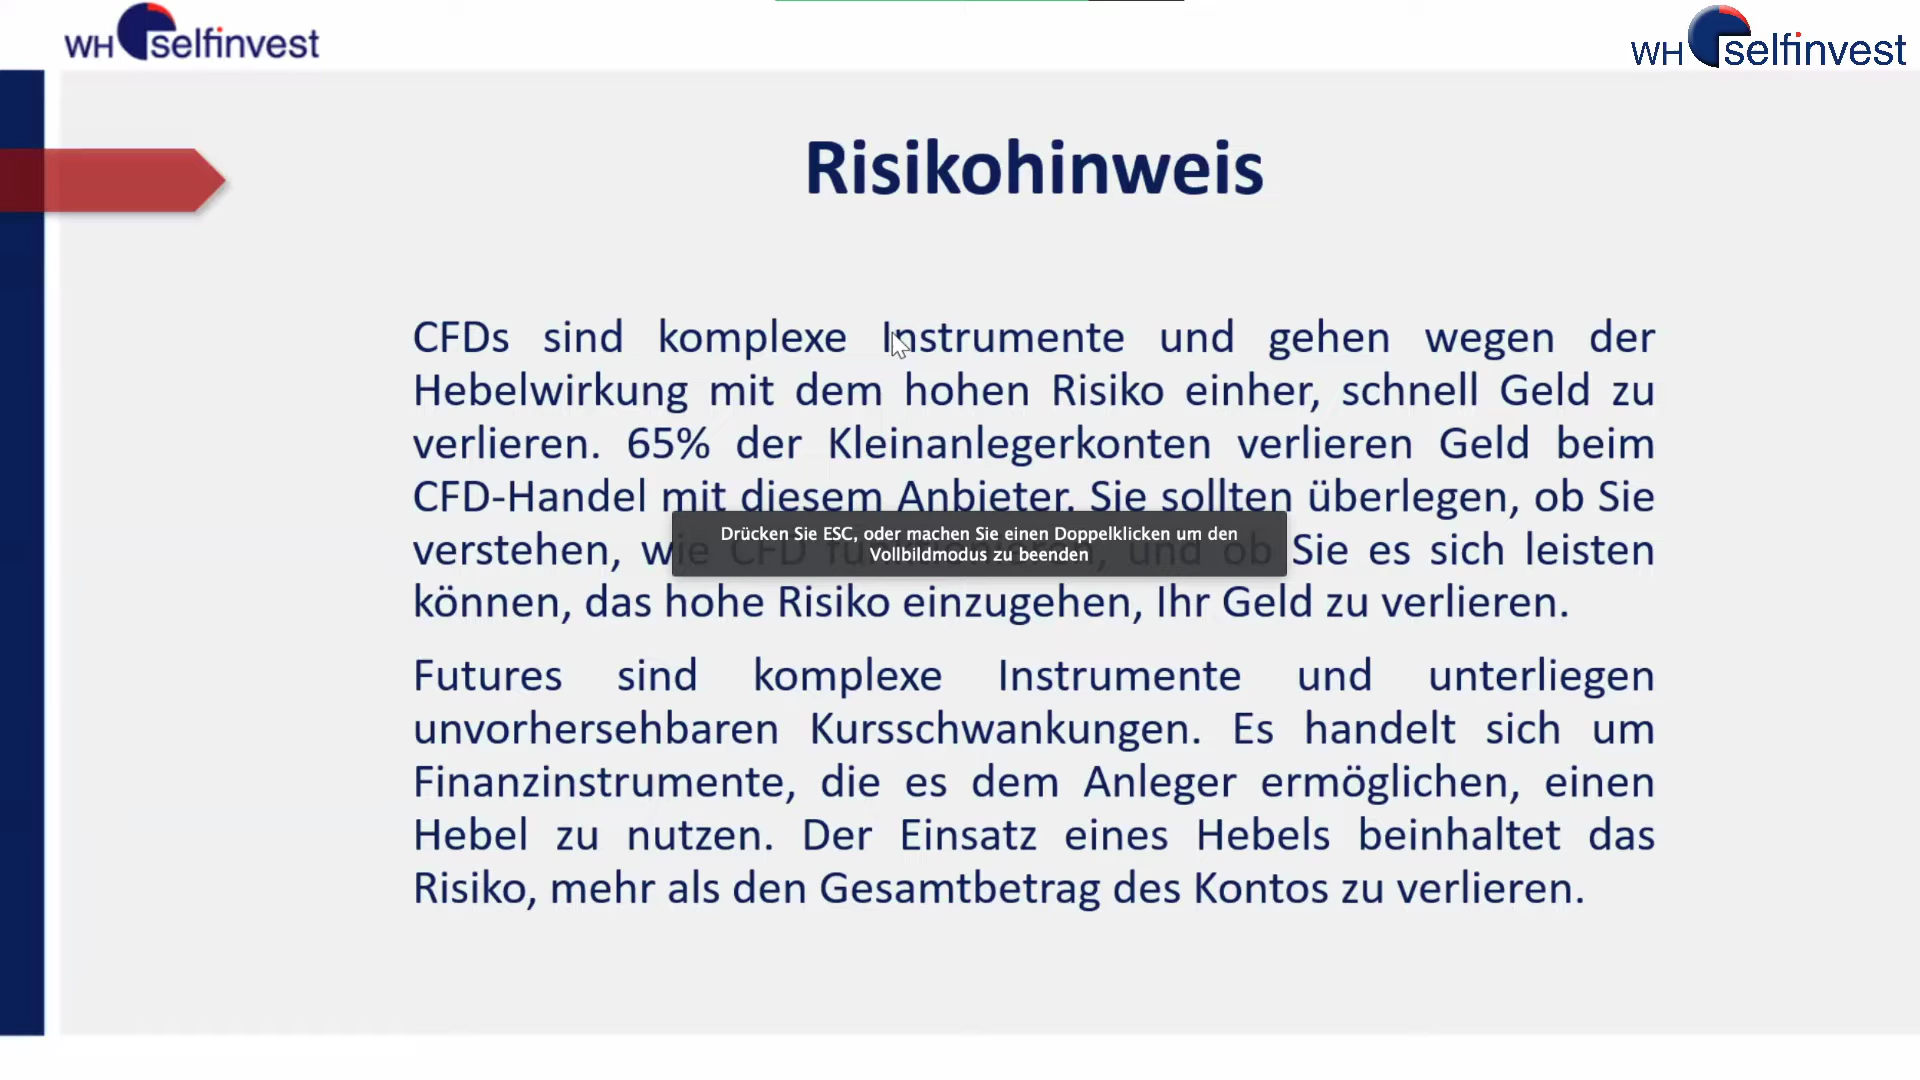 WH selfinvest
WH selfinvest
Risikohinweis
CFDs sind komplexe Instrumente und gehen wegen der
Hebelwirkung mit dem hohen Risiko einher, schnell Geld zu
verlieren. 65% der Kleinanlegerkonten verlieren Geld beim
CFD-Handel mit diesem Anbieter. Sie sollten überlegen, ob Sie
verstehen, wie CFD funktionieren, und ob Sie es sich leisten
können, das hohe Risiko einzugehen, Ihr Geld zu verlieren.
Drücken Sie ESC, oder machen Sie einen Doppelklicken um den
Vollbildmodus zu beenden
Futures sind komplexe Instrumente und unterliegen
unvorhersehbaren Kursschwankungen. Es handelt sich um
Finanzinstrumente, die es dem Anleger ermöglichen, einen
Hebel zu nutzen. Der Einsatz eines Hebels beinhaltet das
Risiko, mehr als den Gesamtbetrag des Kontos zu verlieren.